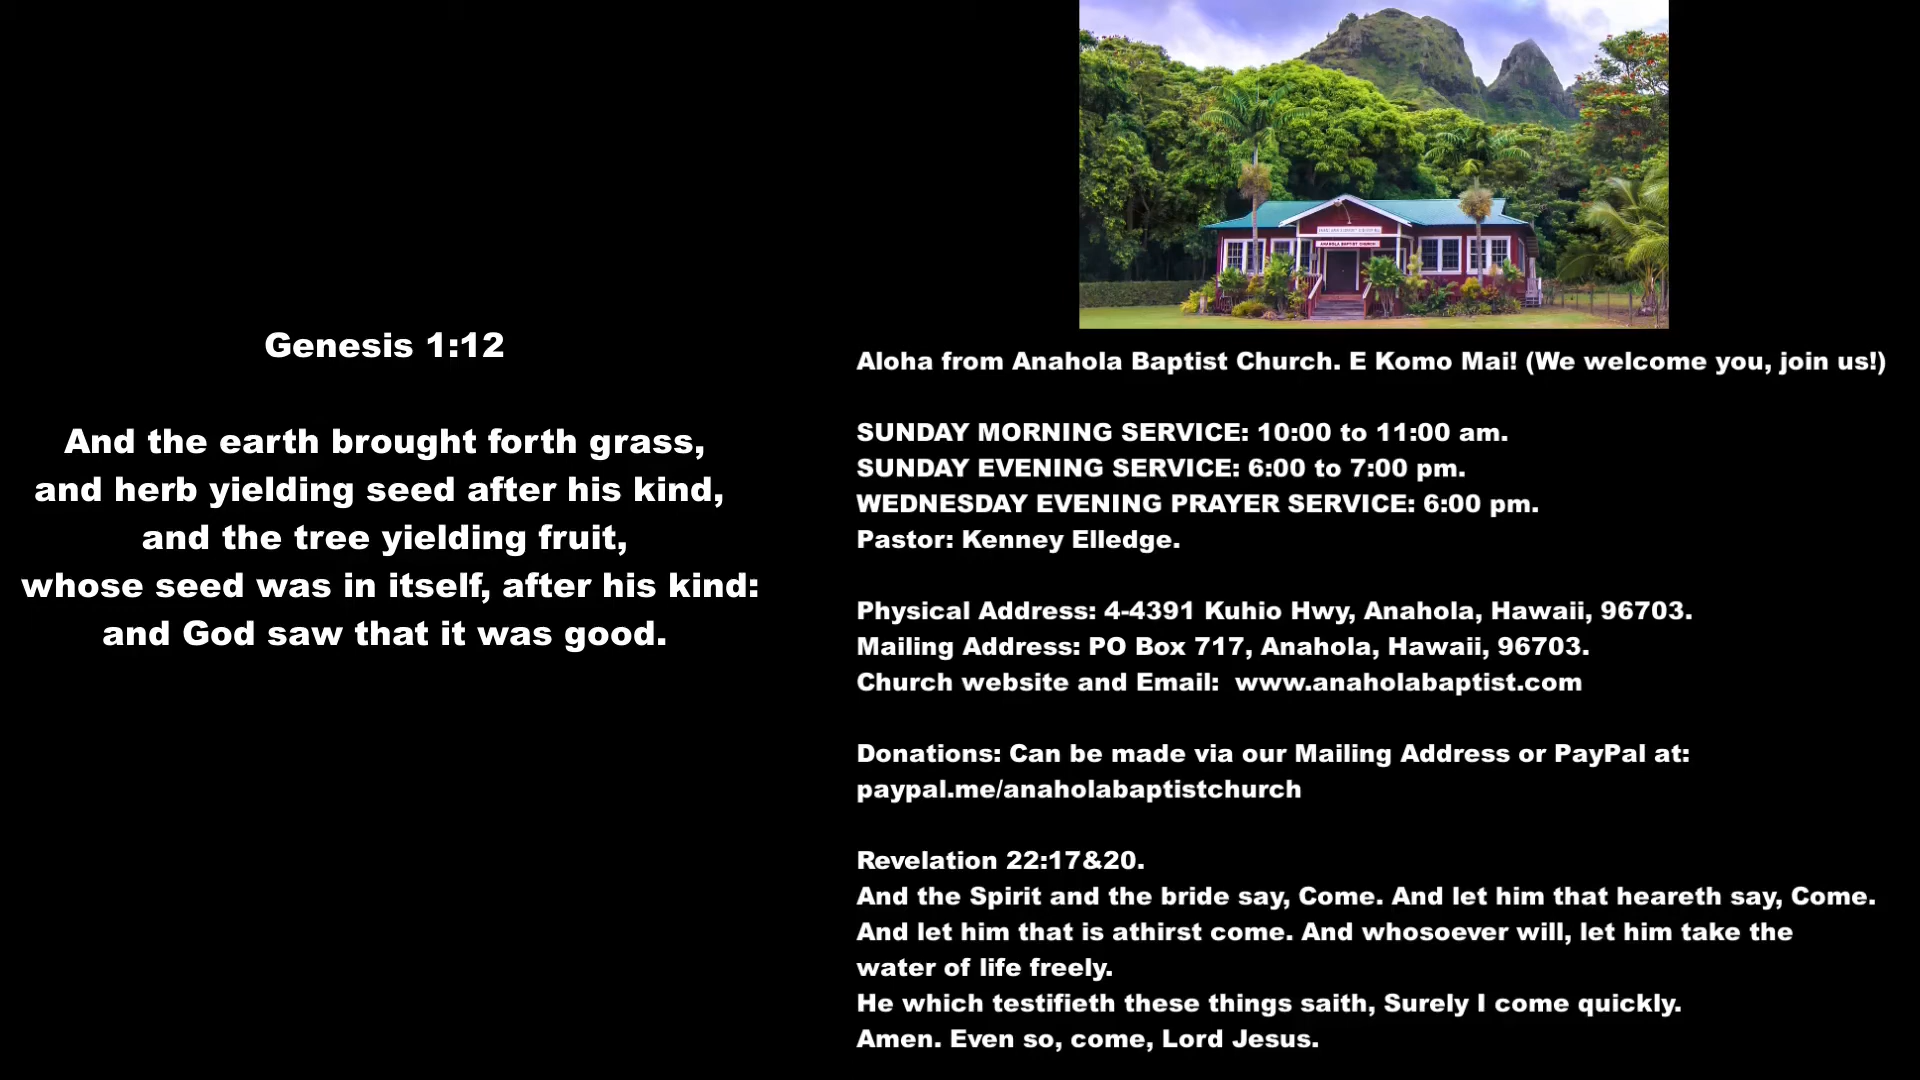 Genesis 1:12
And the earth brought forth grass,
and herb yielding seed after his kind,
and the tree yielding fruit,
whose seed was in itself, after his kind:
and God saw that it was good.
ANAHOLA BAPTIST CHURCH
Aloha from Anahola Baptist Church. E Komo Mai! (We welcome you, join us!)
SUNDAY MORNING SERVICE: 10:00 to 11:00 am.
SUNDAY EVENING SERVICE: 6:00 to 7:00 pm.
WEDNESDAY EVENING PRAYER SERVICE: 6:00 pm.
Pastor: Kenney Elledge.
Physical Address: 4-4391 Kuhio Hwy, Anahola, Hawaii, 96703.
Mailing Address: PO Box 717, Anahola, Hawaii, 96703.
Church website and Email:  www.anaholabaptist.com
Donations: Can be made via our Mailing Address or PayPal at:
paypal.me/anaholabaptistchurch
Revelation 22:17&20.
And the Spirit and the bride say, Come. And let him that heareth say, Come.
And let him that is athirst come. And whosoever will, let him take the
water of life freely.
He which testifieth these things saith, Surely I come quickly.
Amen. Even so, come, Lord Jesus.